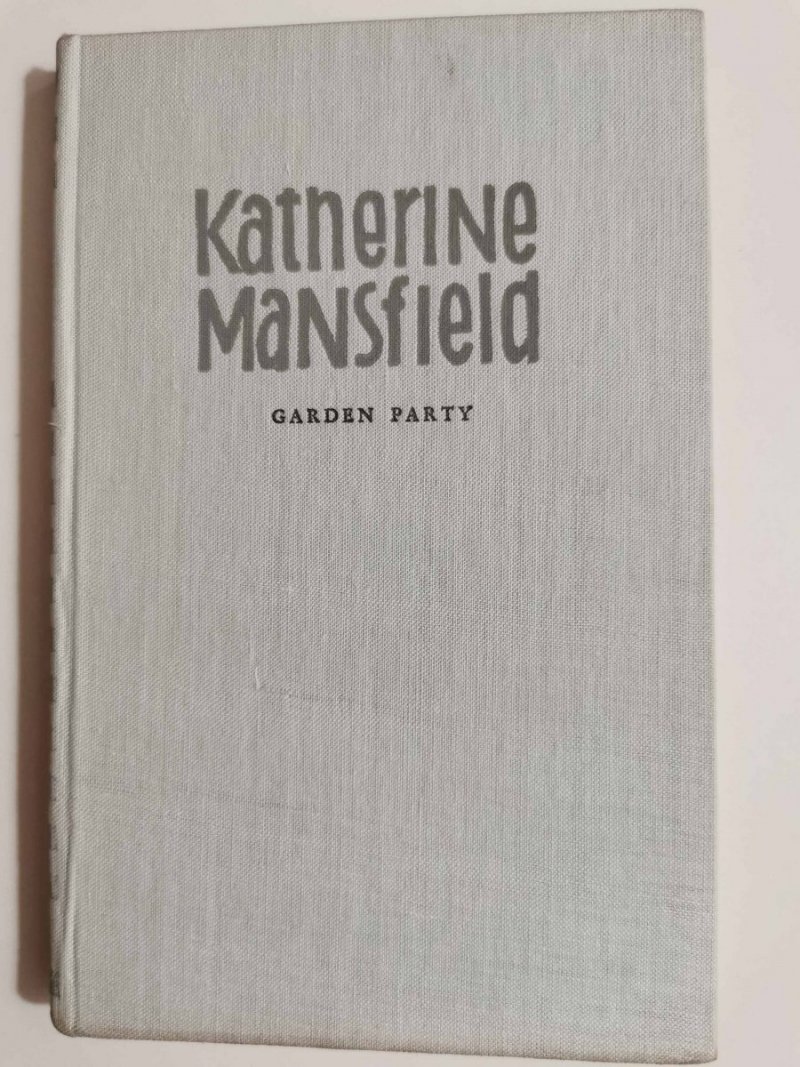 KatherINe
MaNsfIeld
GARDEN PARTY